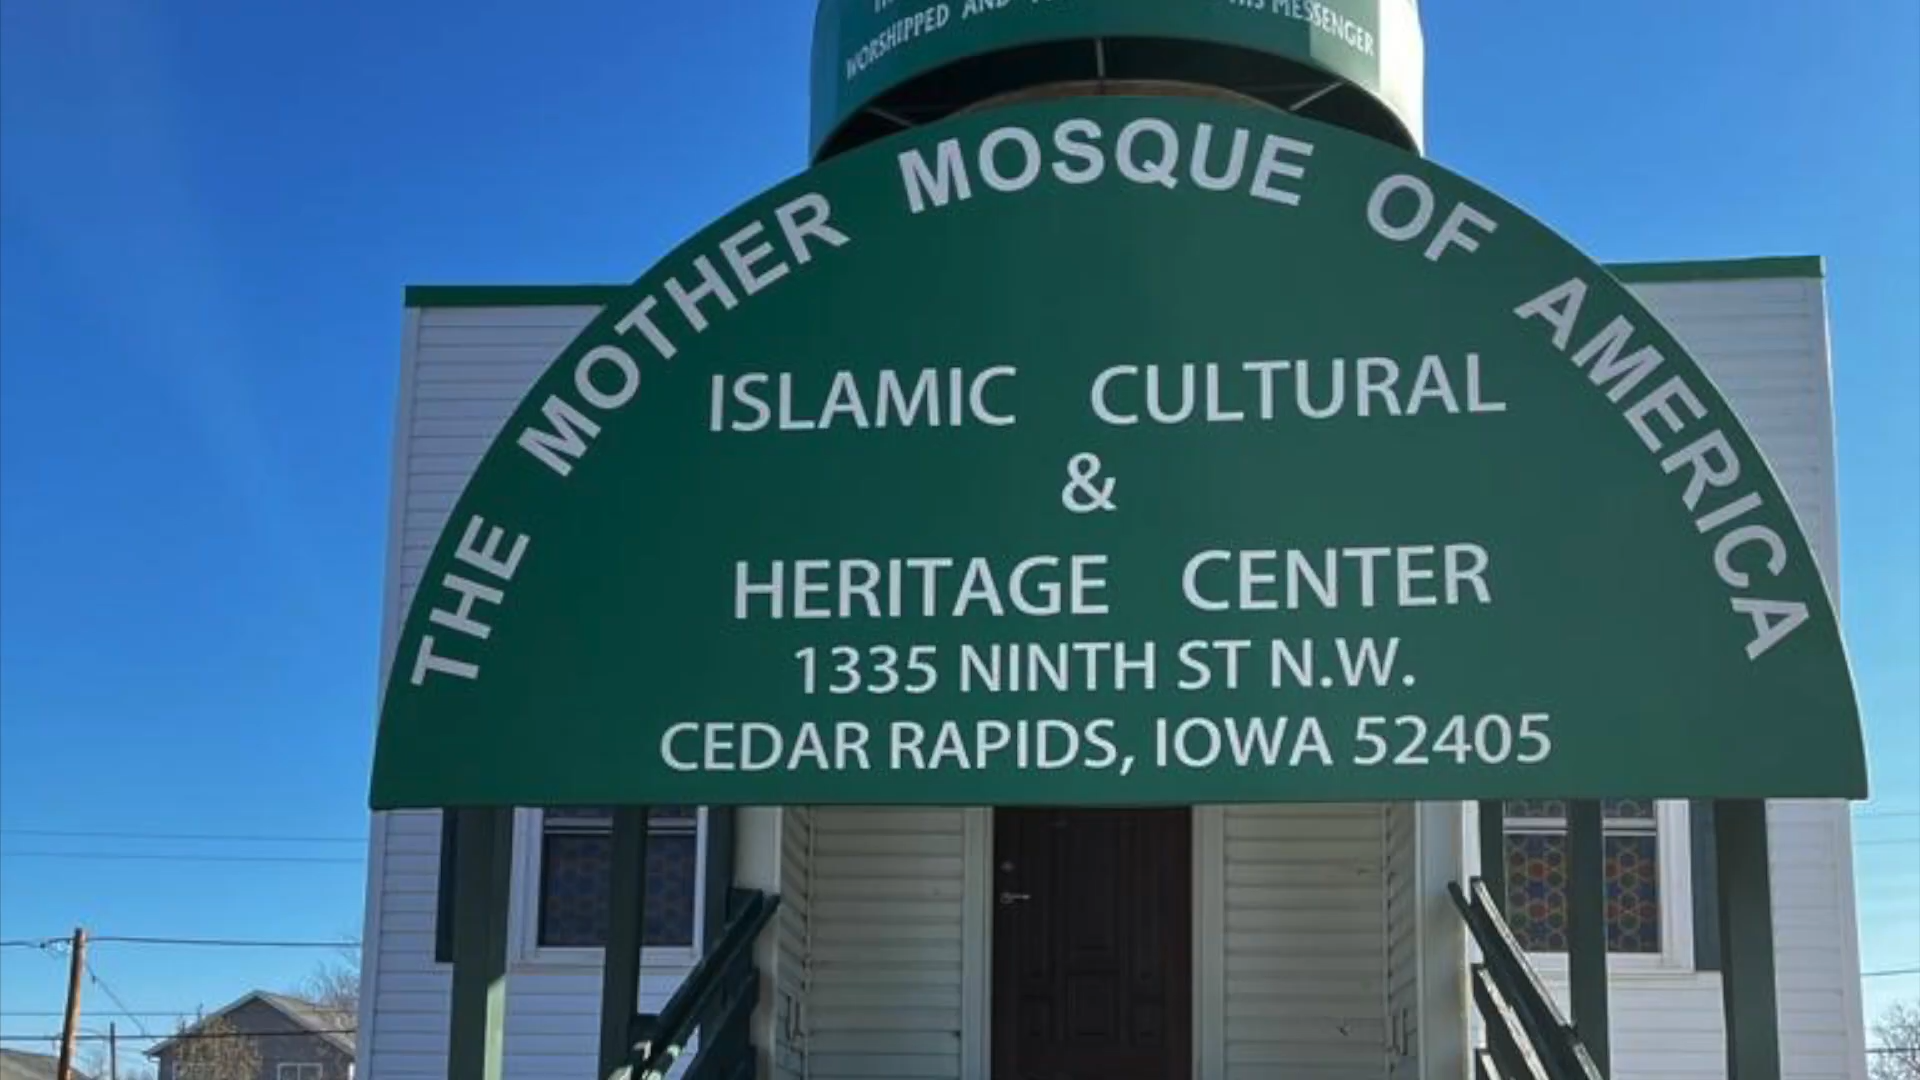 WORSHIPPED AND MESSENGER
THE MOTHER MOSQUE OF AMERICA
ISLAMIC CULTURAL
&
HERITAGE CENTER
1335 NINTH ST N.W.
CEDAR RAPIDS, IOWA 52405